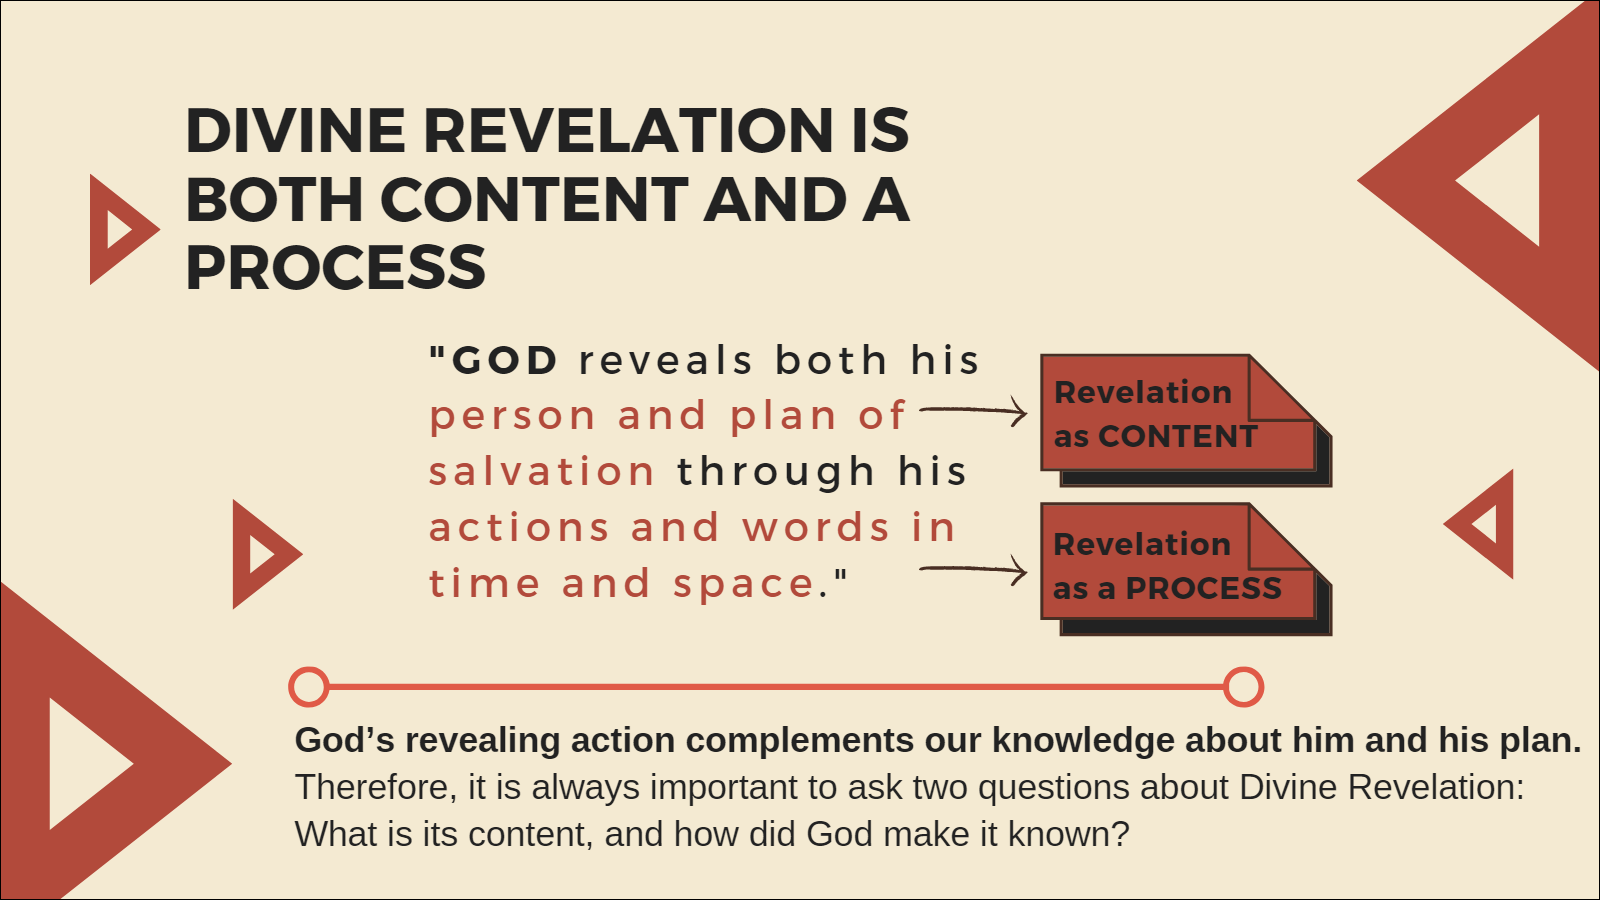 DIVINE REVELATION IS
BOTH CONTENT AND A
PROCESS
"GOD reveals both his
person and plan of
salvation through his
actions and words in
time and space."
Revelation
as CONTENT
Revelation
as a PROCESS
God’s revealing action complements our knowledge about him and his plan.
Therefore, it is always important to ask two questions about Divine Revelation:
What is its content, and how did God make it known?